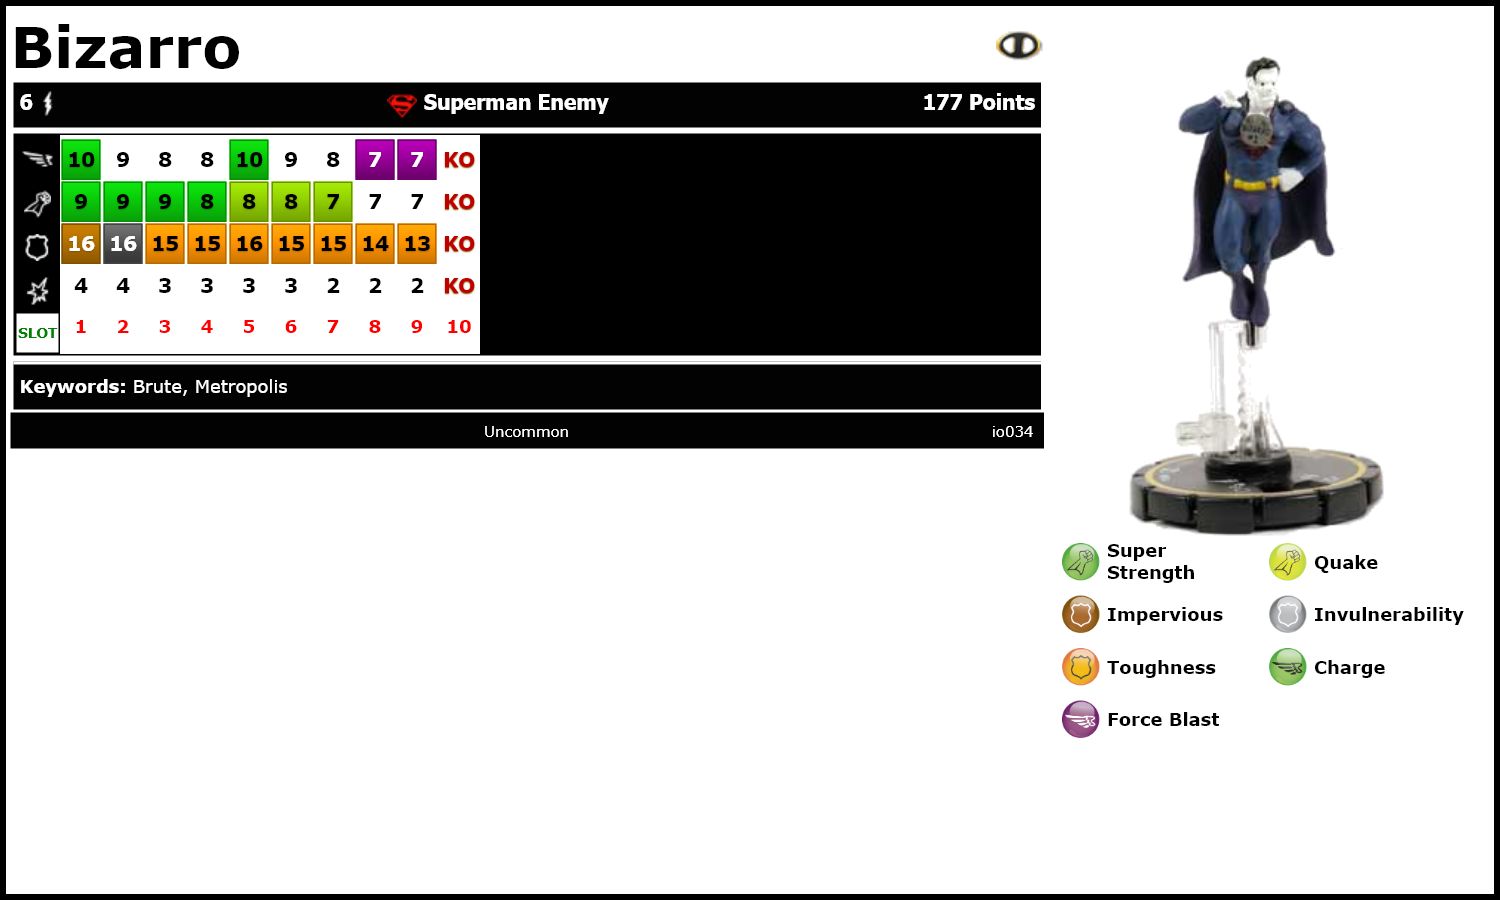 Bizarro
6 Superman Enemy 177 Points
10 9 8 8 10 9 8 7 7 KO
9 9 9 8 8 8 7 7 7 KO
16 16 15 15 16 15 15 14 13 KO
4 4 3 3 3 3 2 2 2 KO
SLOT 1 2 3 4 5 6 7 8 9 10
Keywords: Brute, Metropolis
Uncommon io034
Super
Strength
Quake
Impervious
Invulnerability
Toughness
Charge
Force Blast